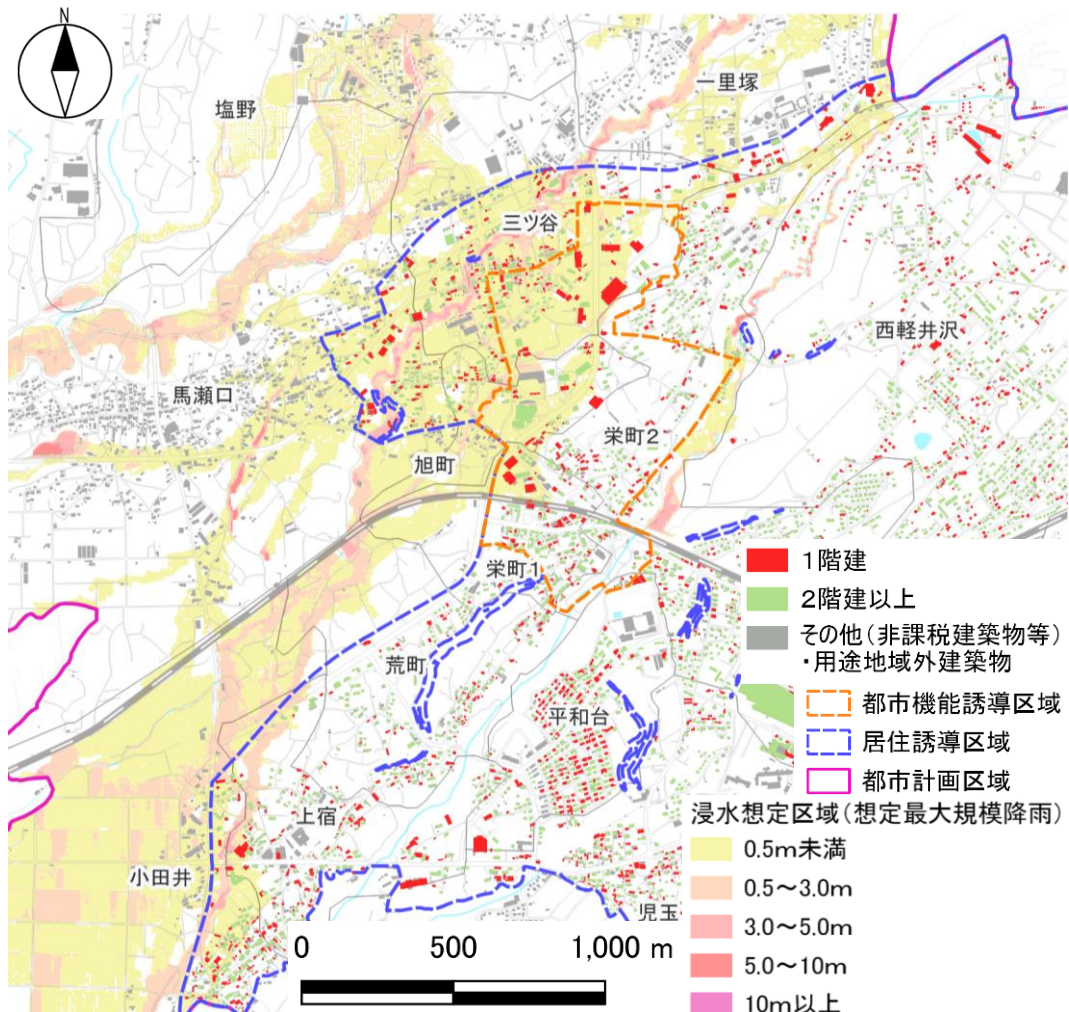 N
一里塚
塩野
三ツ谷
西軽井沢
馬瀬口
栄町2
旭町
栄町1
荒町
平和台
上宿
小田井
児玉
1階建
2階建以上
その他(非課税建築物等)
・用途地域外建築物
都市機能誘導区域
居住誘導区域
都市計画区域
浸水想定区域(想定最大規模降雨)
0.5m未満
0.5～3.0m
3.0～5.0m
5.0～10m
10m以上
0 500 1,000 m